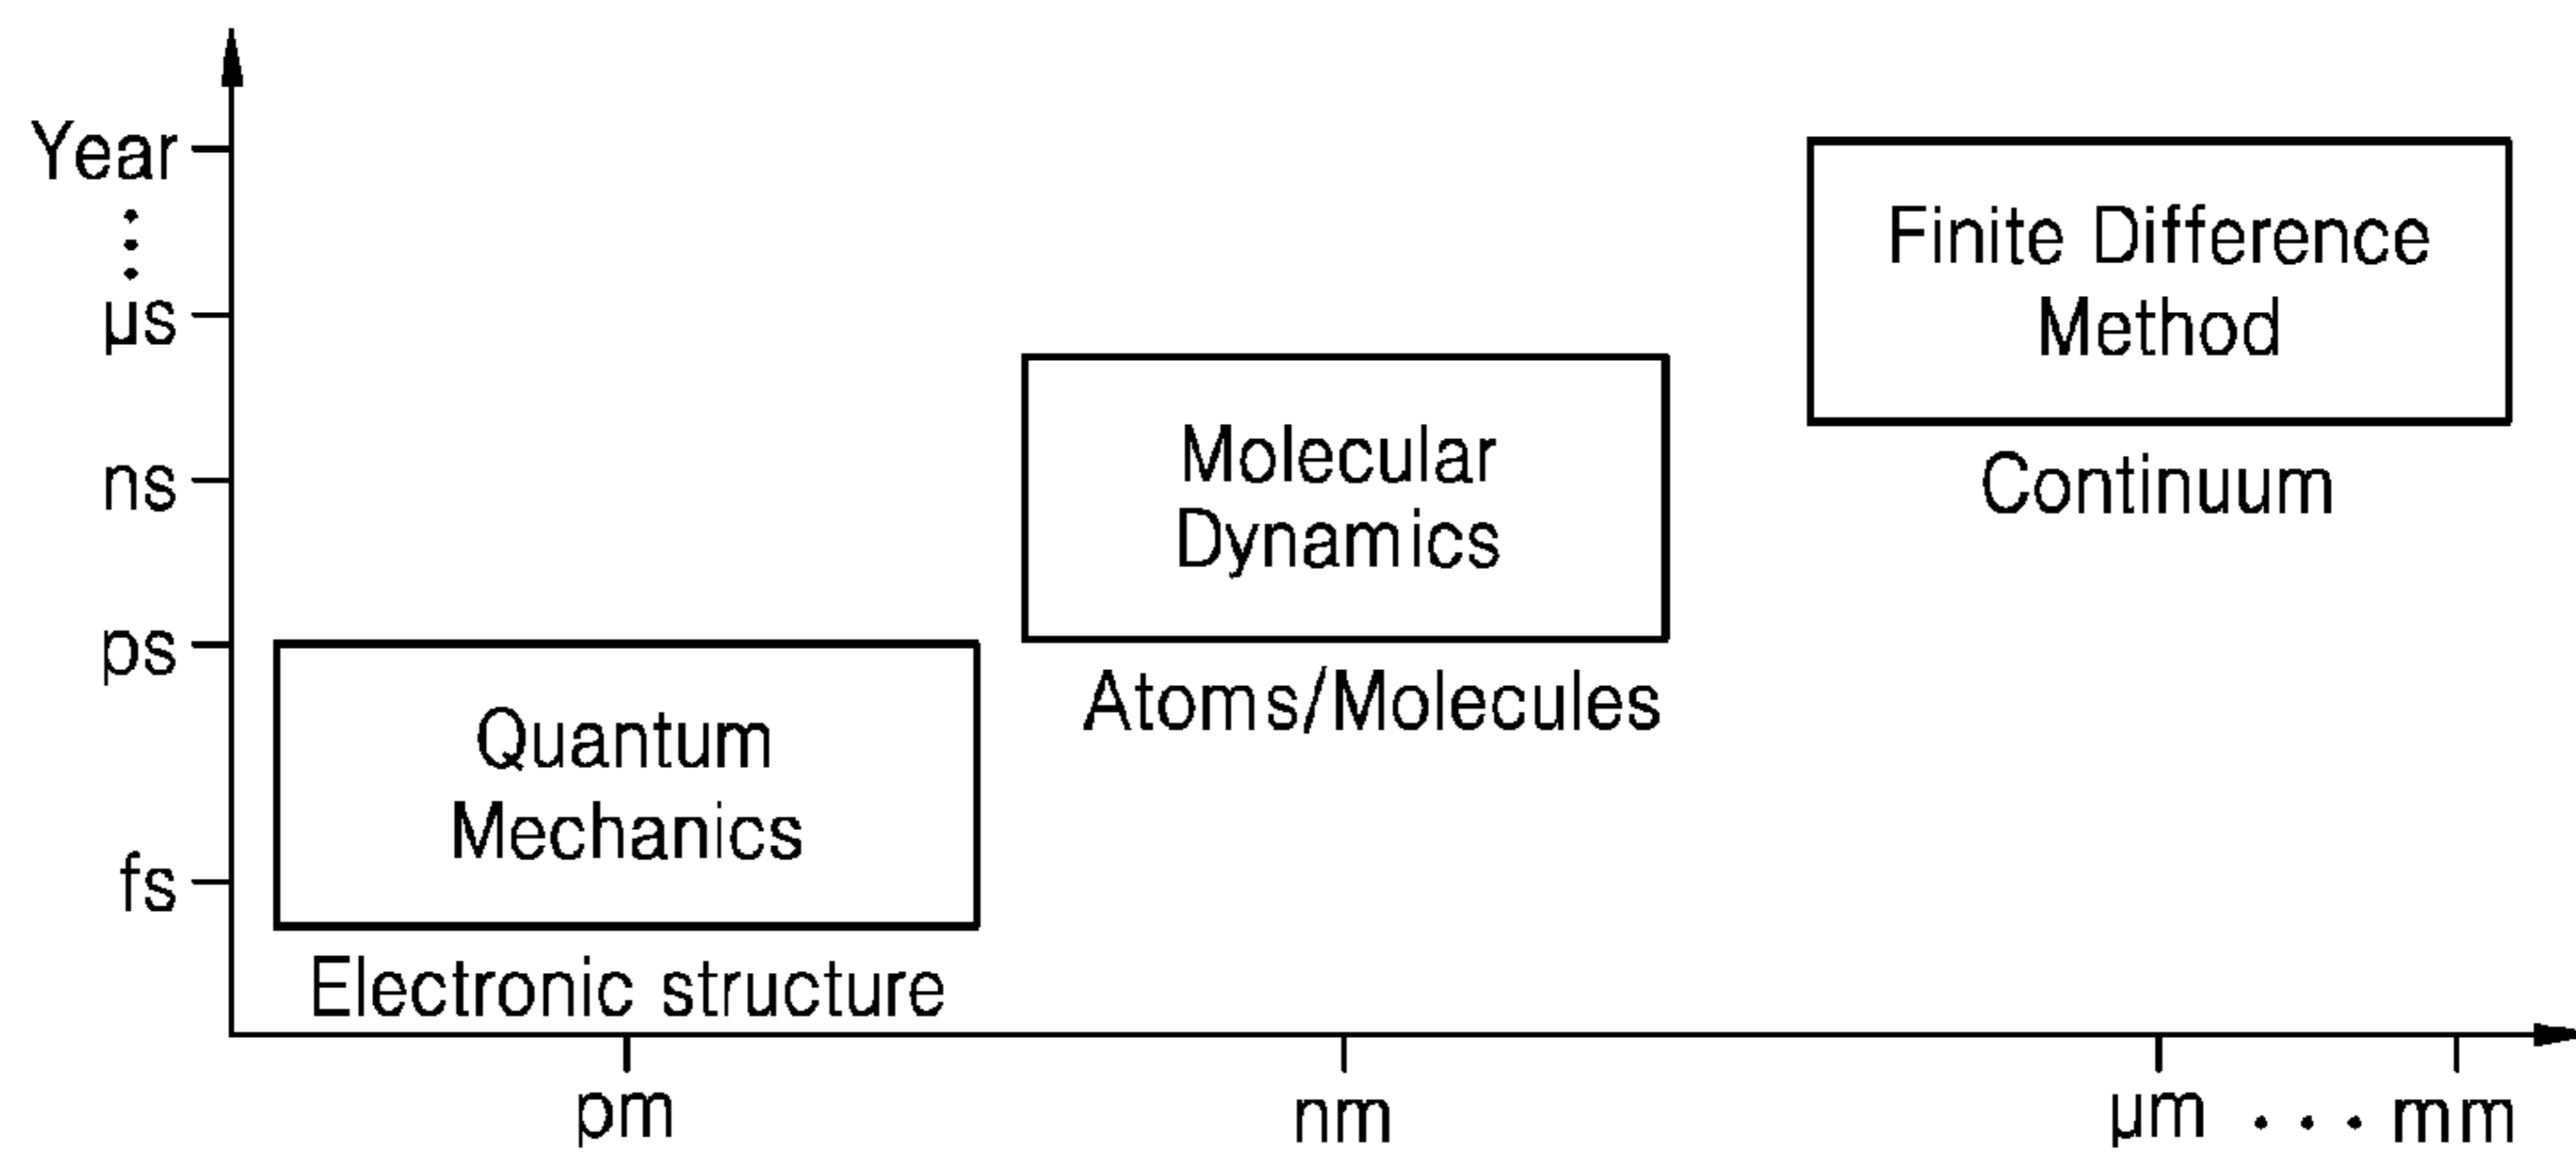 Year
μs
ns
ps
fs
Finite Difference
Method
Continuum
Molecular
Dynamics
Atoms/Molecules
Quantum
Mechanics
Electronic structure
pm
nm
μm ... mm